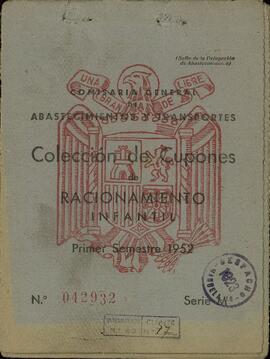 (Sello de la Delegación
de Abastecimientos)
UNA
GRANDE
LIBRE
COMISARIA GENERAL
DE
ABASTECIMIENTOS Y TRANSPORTES
Colección de Cupones
de
RACIONAMIENTO
INFANTIL
Primer Semestre 1952
N.° 042932
Serie VI